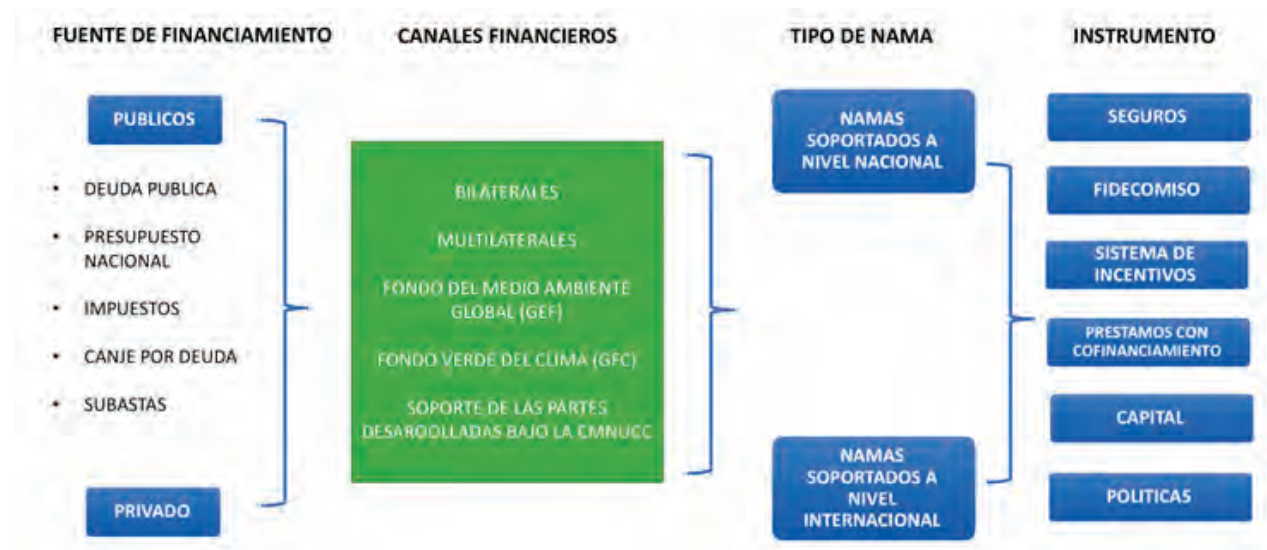 FUENTE DE FINANCIAMIENTO
PUBLICOS
• DEUDA PUBLICA
• PRESUPUESTO
NACIONAL
• IMPUESTOS
• CANJE POR DEUDA
• SUBASTAS
PRIVADO
CANALES FINANCIEROS
BILATERALES
MULTILATERALES
FONDO DEL MEDIO AMBIENTE
GLOBAL (GEF)
FONDO VERDE DEL CLIMA (GFC)
SOPORTE DE LAS PARTES
DESAROOLLADAS BAJO LA CMNUCC
TIPO DE NAMA
NAMAS
SOPORTADOS A
NIVEL NACIONAL
NAMAS
SOPORTADOS A
NIVEL
INTERNACIONAL
INSTRUMENTO
SEGUROS
FIDECOMISO
SISTEMA DE
INCENTIVOS
PRESTAMOS CON
COFINANCIAMIENTO
CAPITAL
POLITICAS